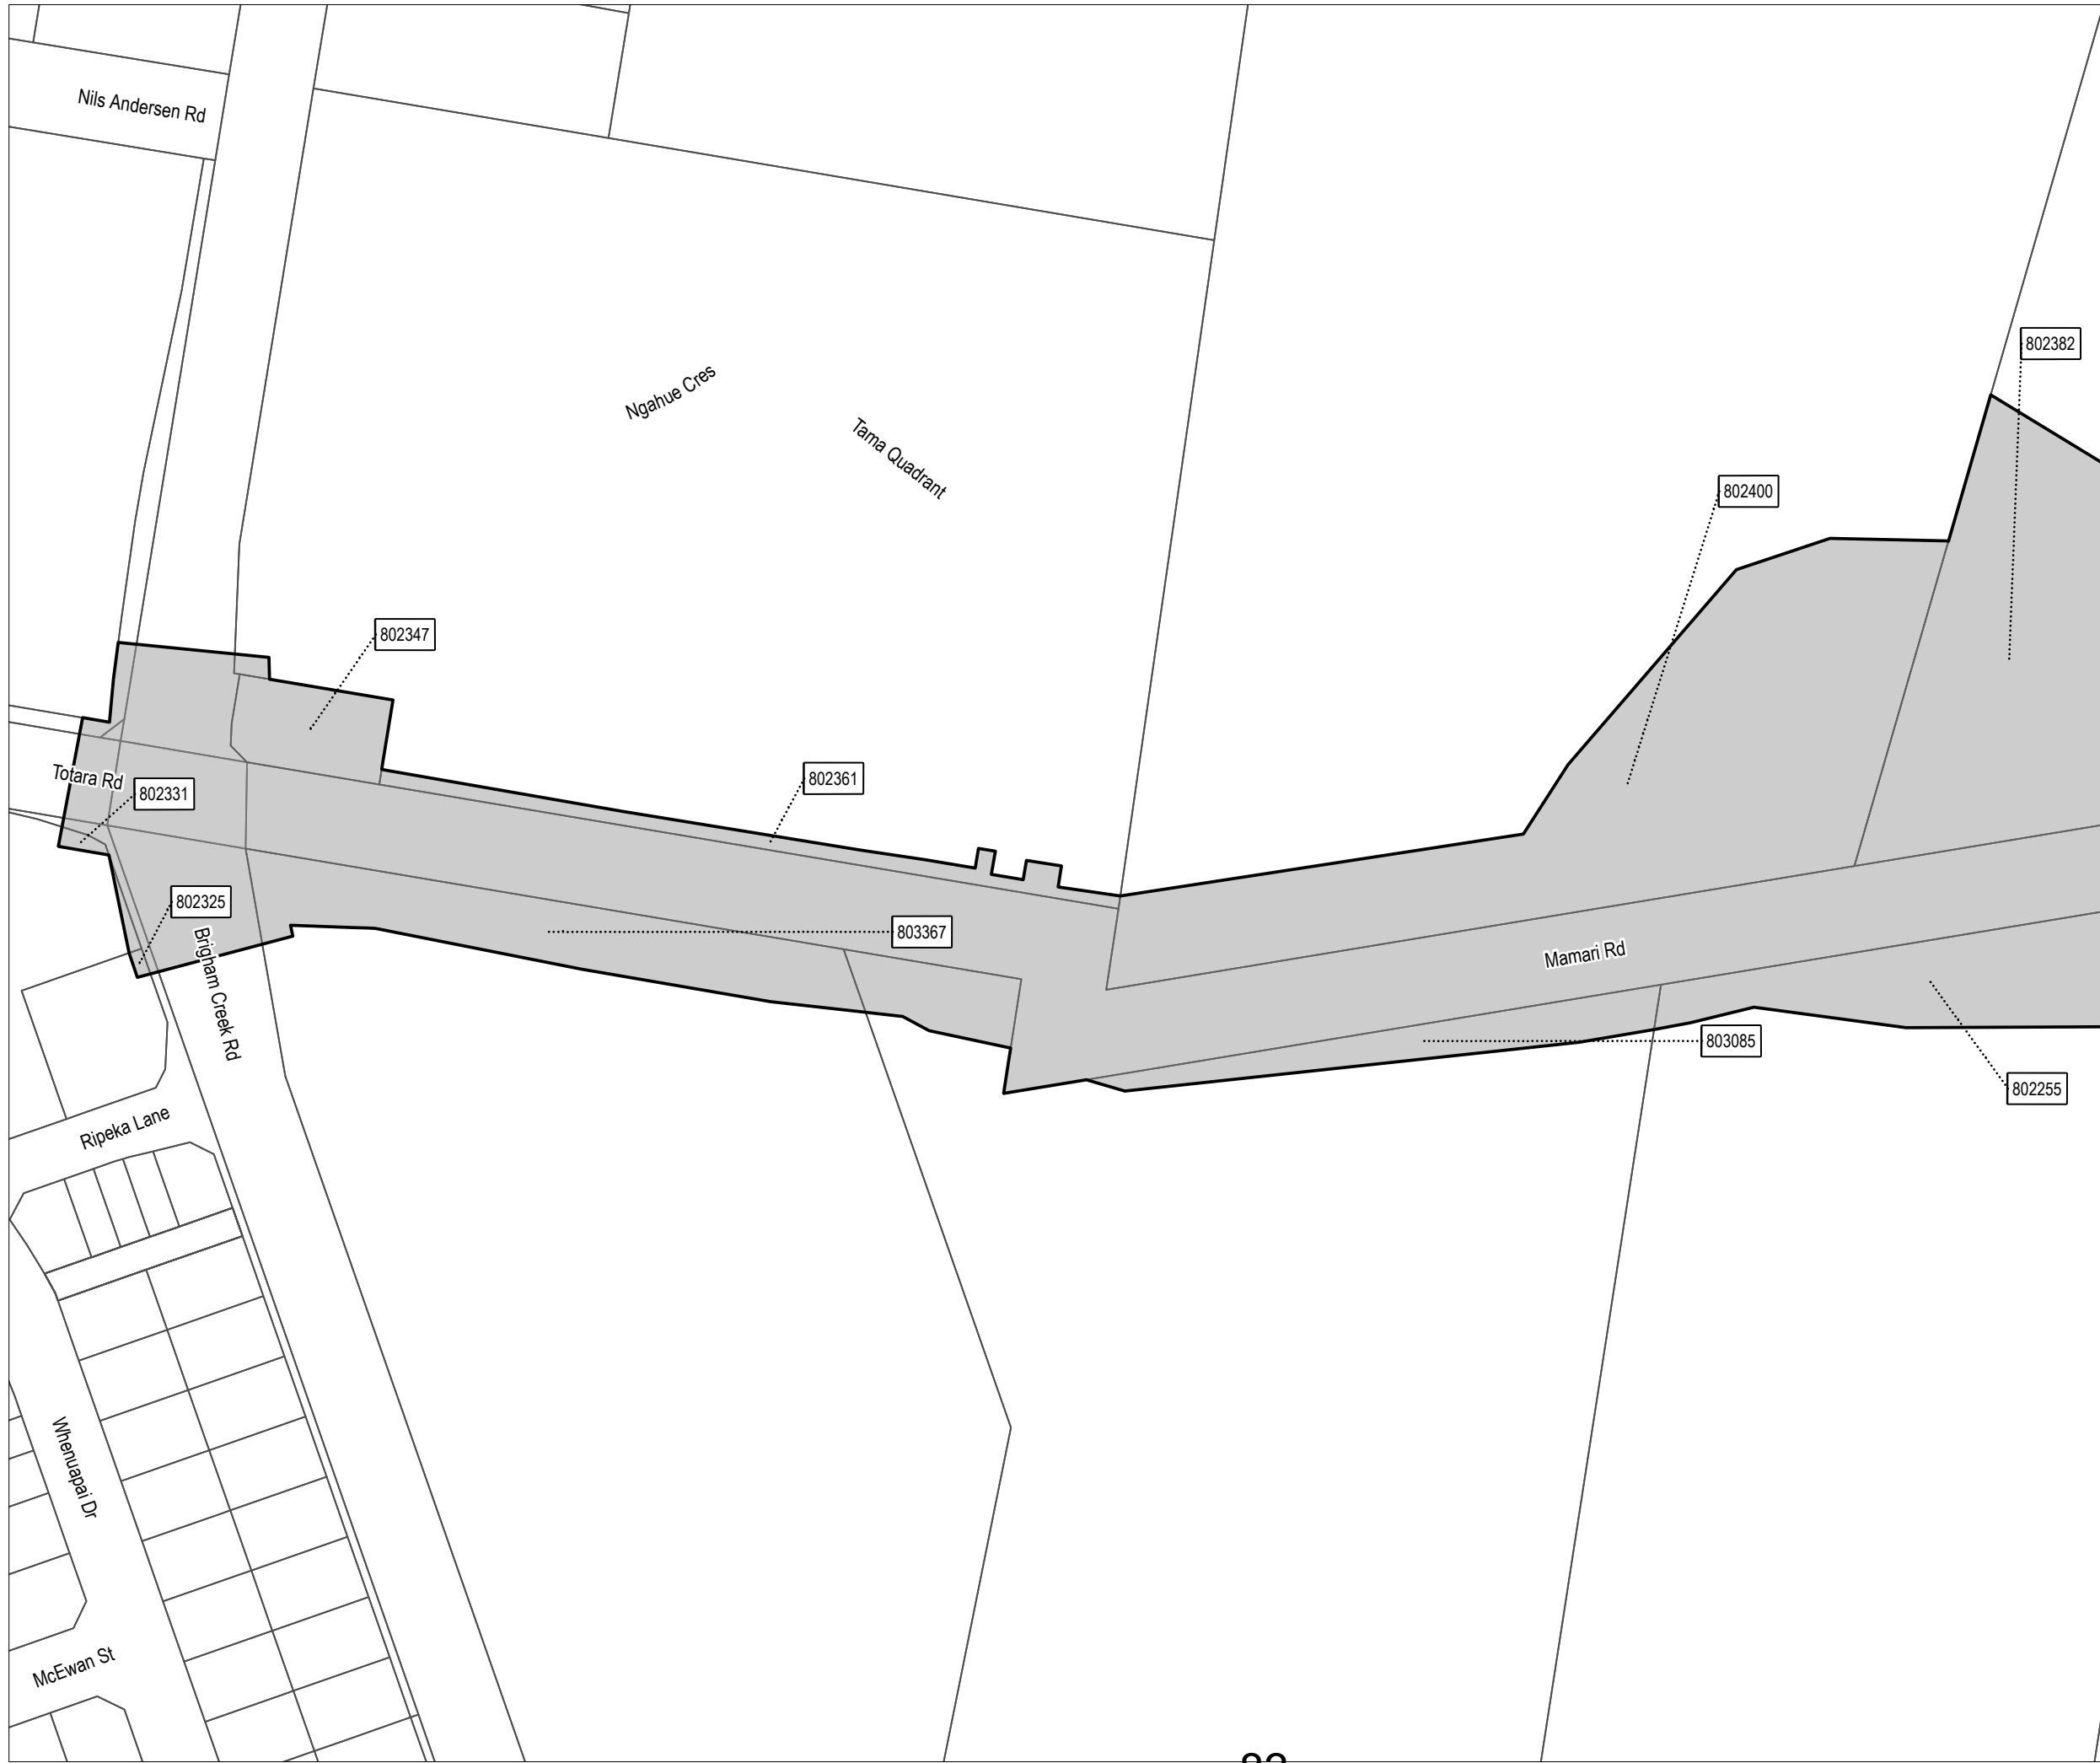 Nils Andersen Rd
802382
Ngahue Cres
Tama Quadrant
802400
802347
802361
Totara Rd
802331
802325
803367
Mamari Rd
Brigham Creek Rd
803085
802255
Ripeka Lane
Whenuapai Dr
McEwan St